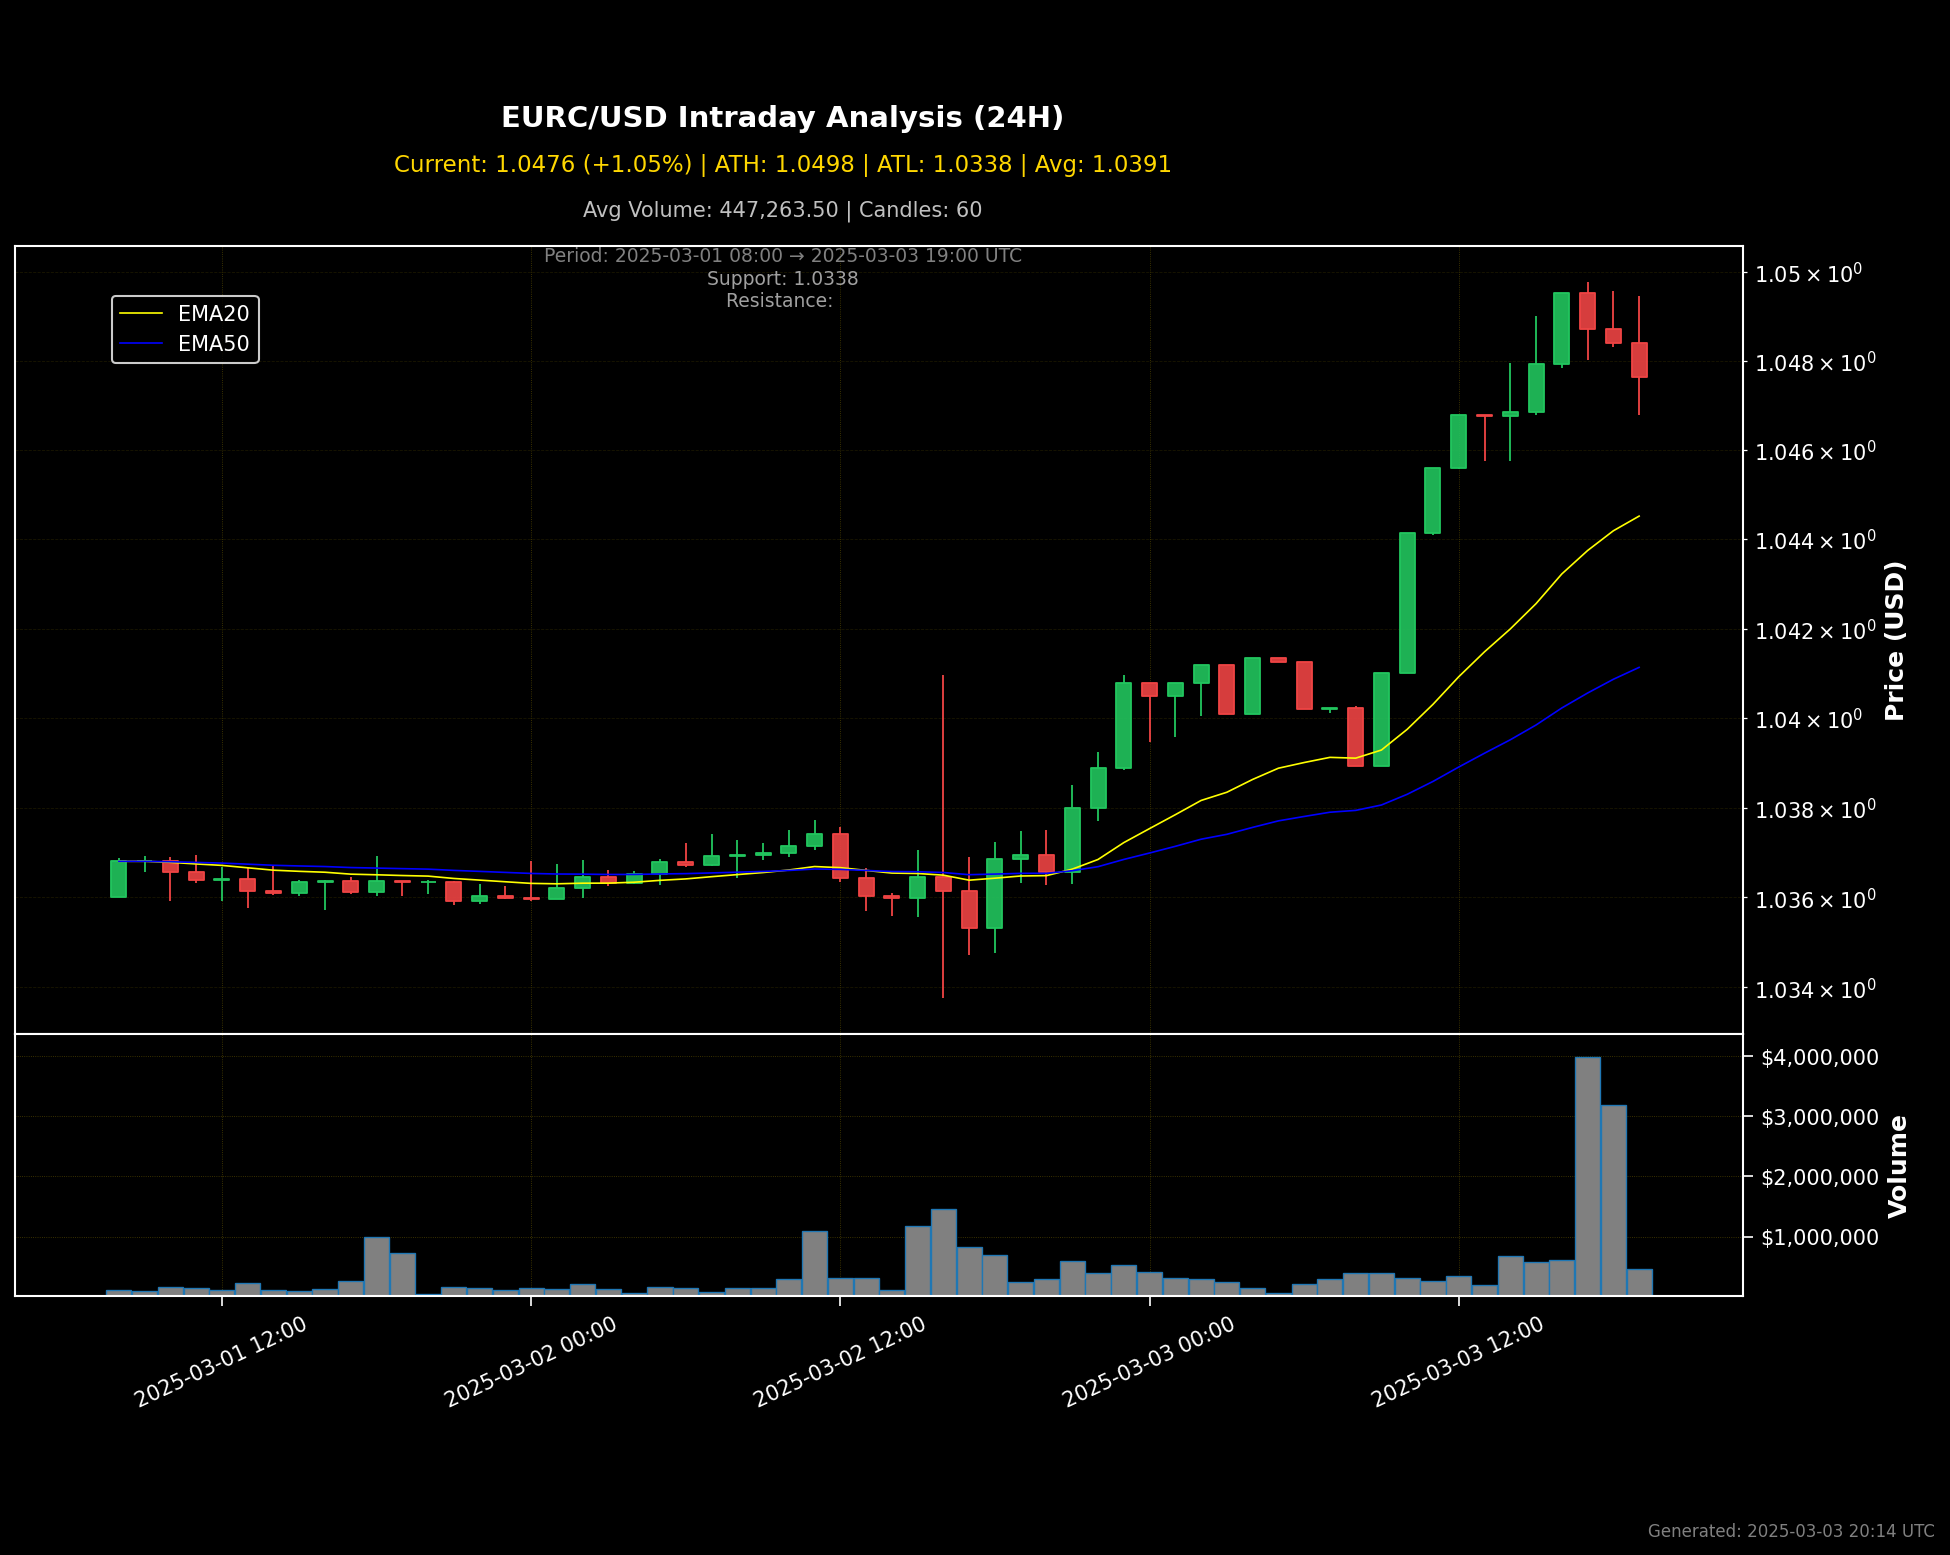 EURC/USD Intraday Analysis (24H)
Current: 1.0476 (+1.05%) | ATH: 1.0498 | ATL: 1.0338 | Avg: 1.0391
Avg Volume: 447,263.50 | Candles: 60
Period: 2025-03-01 08:00 → 2025-03-03 19:00 UTC
Support: 1.0338
Resistance:
EMA20
EMA50
1.05 × 10⁰
1.048 × 10⁰
1.046 × 10⁰
1.044 × 10⁰
1.042 × 10⁰
1.04 × 10⁰
1.038 × 10⁰
1.036 × 10⁰
1.034 × 10⁰
Price (USD)
$4,000,000
$3,000,000
$2,000,000
$1,000,000
Volume
2025-03-01 12:00
2025-03-02 00:00
2025-03-02 12:00
2025-03-03 00:00
2025-03-03 12:00
Generated: 2025-03-03 20:14 UTC